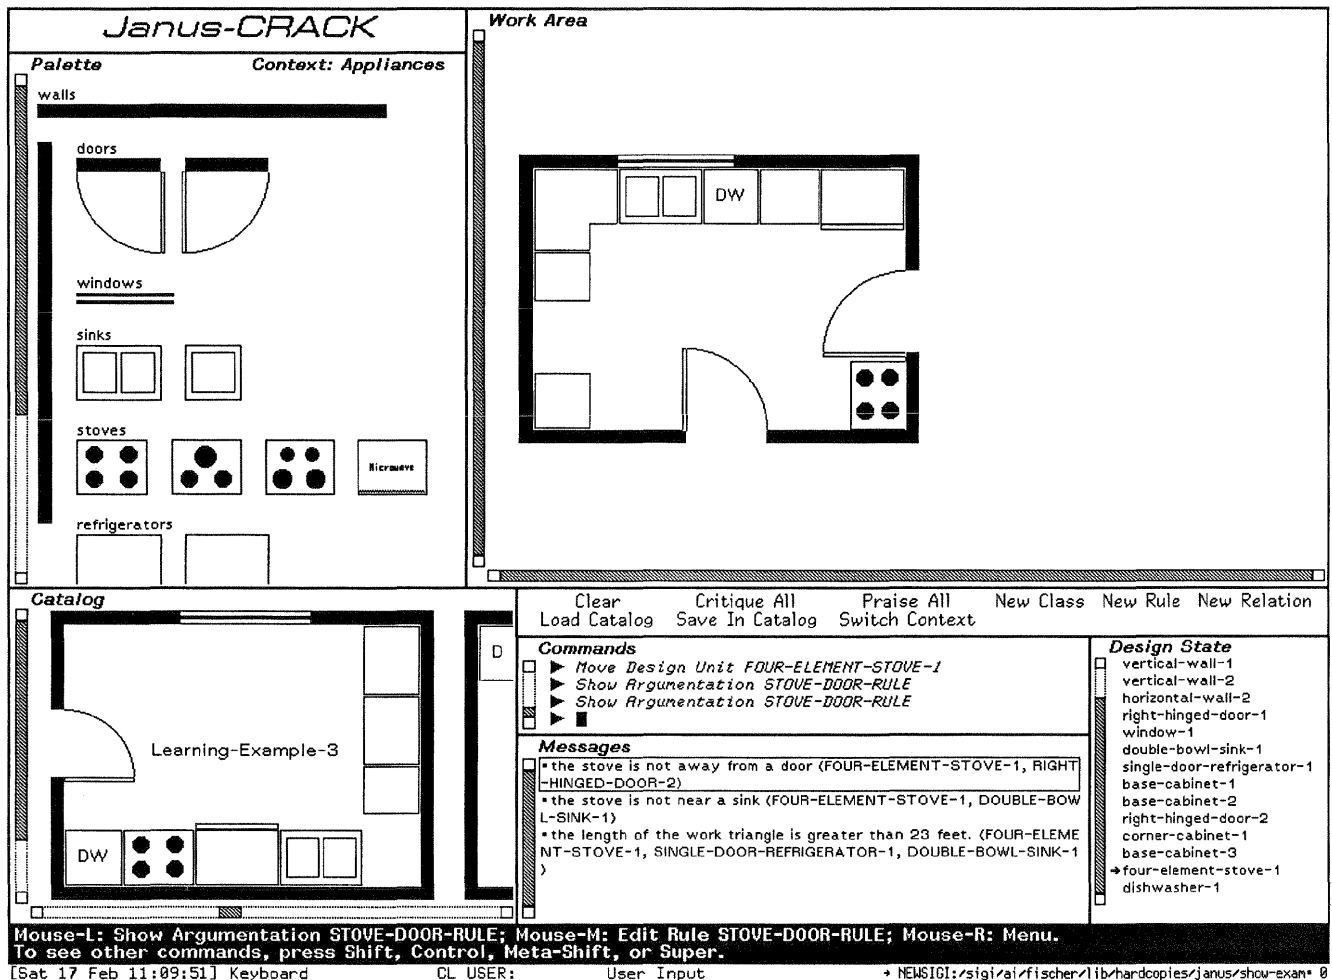 Janus-CRACK
Palette Context: Appliances
walls
doors
windows
sinks
stoves
Microwave
refrigerators
Work Area
DW
Catalog
Learning-Example-3
DW
D
Clear Critique All Praise All New Class New Rule New Relation
Load Catalog Save In Catalog Switch Context
Commands
Move Design Unit FOUR-ELEMENT-STOVE-1
Show Argumentation STOVE-DOOR-RULE
Show Argumentation STOVE-DOOR-RULE
Messages
▪the stove is not away from a door (FOUR-ELEMENT-STOVE-1, RIGHT
-HINGED-DOOR-2)
▪the stove is not near a sink (FOUR-ELEMENT-STOVE-1, DOUBLE-BOW
L-SINK-1)
▪the length of the work triangle is greater than 23 feet. (FOUR-ELEME
NT-STOVE-1, SINGLE-DOOR-REFRIGERATOR-1, DOUBLE-BOWL-SINK-1
)
Design State
vertical-wall-1
vertical-wall-2
horizontal-wall-2
right-hinged-door-1
window-1
double-bowl-sink-1
single-door-refrigerator-1
base-cabinet-1
base-cabinet-2
right-hinged-door-2
corner-cabinet-1
base-cabinet-3
➔four-element-stove-1
dishwasher-1
Mouse-L: Show Argumentation STOVE-DOOR-RULE; Mouse-M: Edit Rule STOVE-DOOR-RULE; Mouse-R: Menu.
To see other commands, press Shift, Control, Meta-Shift, or Super.
[Sat 17 Feb 11:09:51] Keyboard CL USER: User Input → NEWSIGI:/sigi/ai/fischer/lib/hardcopies/janus/show-exam• 0